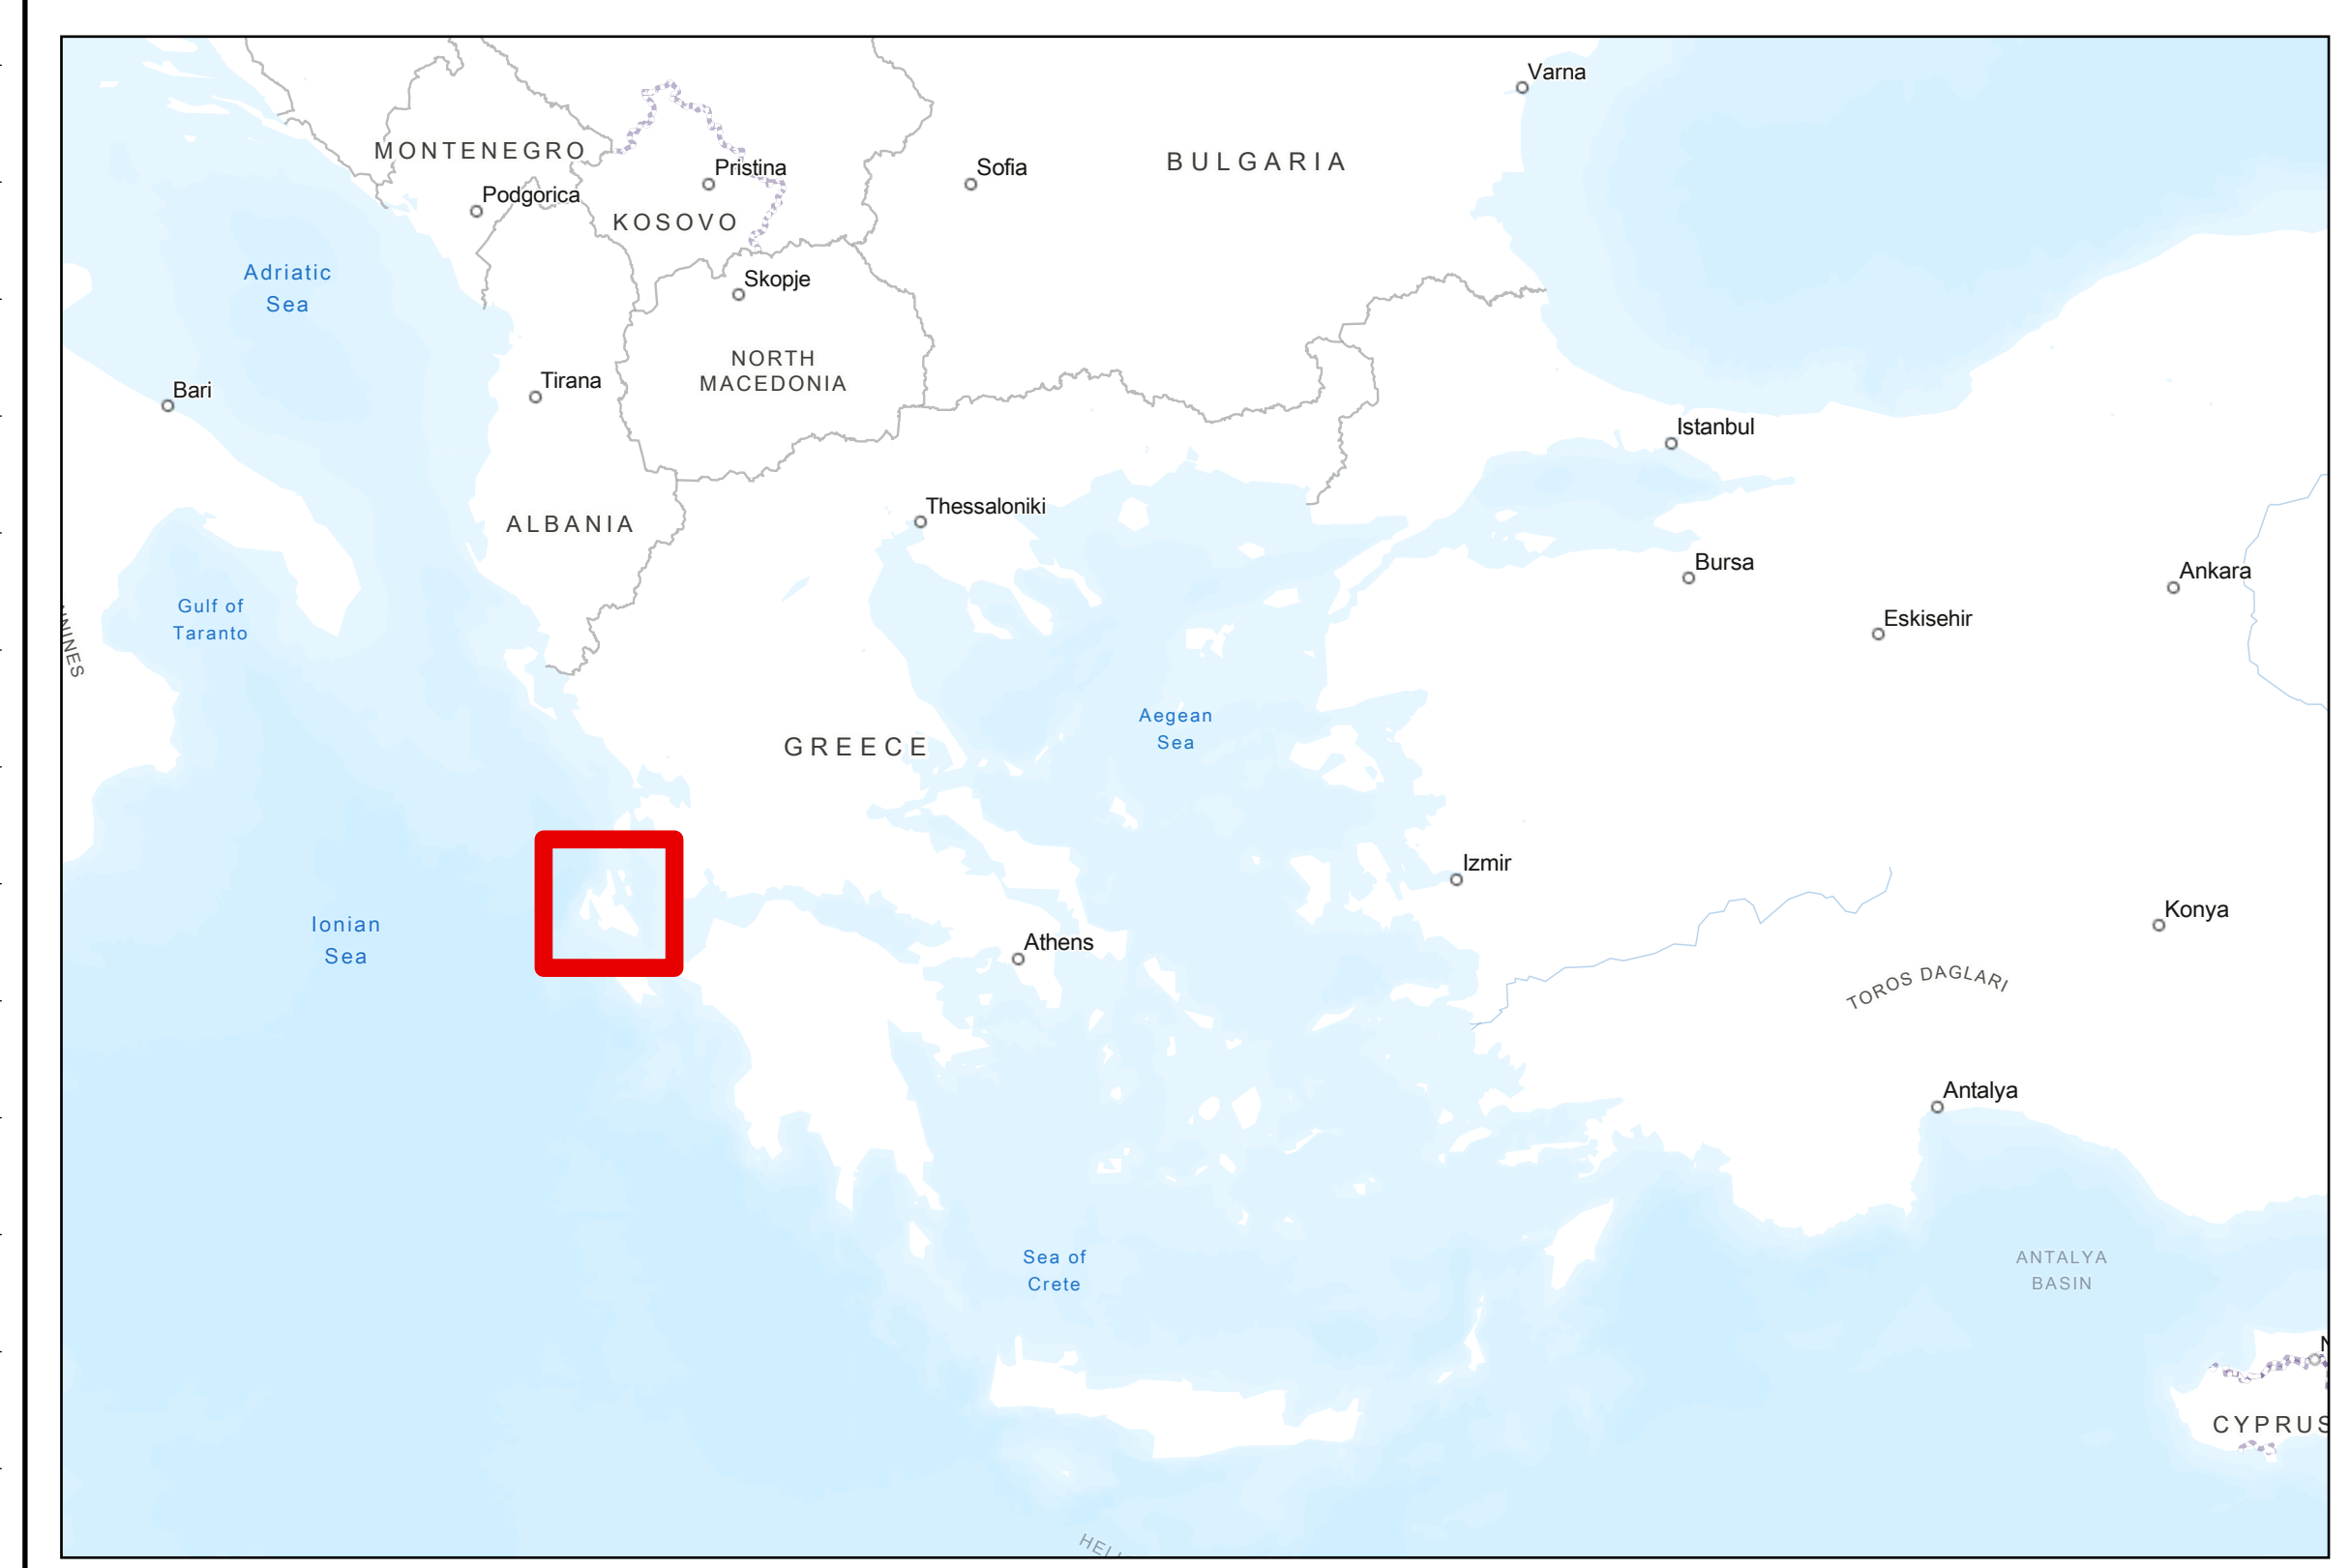 Varna
MONTENEGRO
Pristina
Sofia
BULGARIA
Podgorica
KOSOVO
Adriatic
Sea
Skopje
NORTH
MACEDONIA
Tirana
Bari
Istanbul
Thessaloniki
ALBANIA
Bursa
Ankara
Gulf of
Taranto
Eskisehir
NINES
Aegean
Sea
GREECE
Izmir
Konya
Ionian
Sea
Athens
TOROS DAGLARI
Antalya
Sea of
Crete
ANTALYA
BASIN
N
CYPRUS
HELL